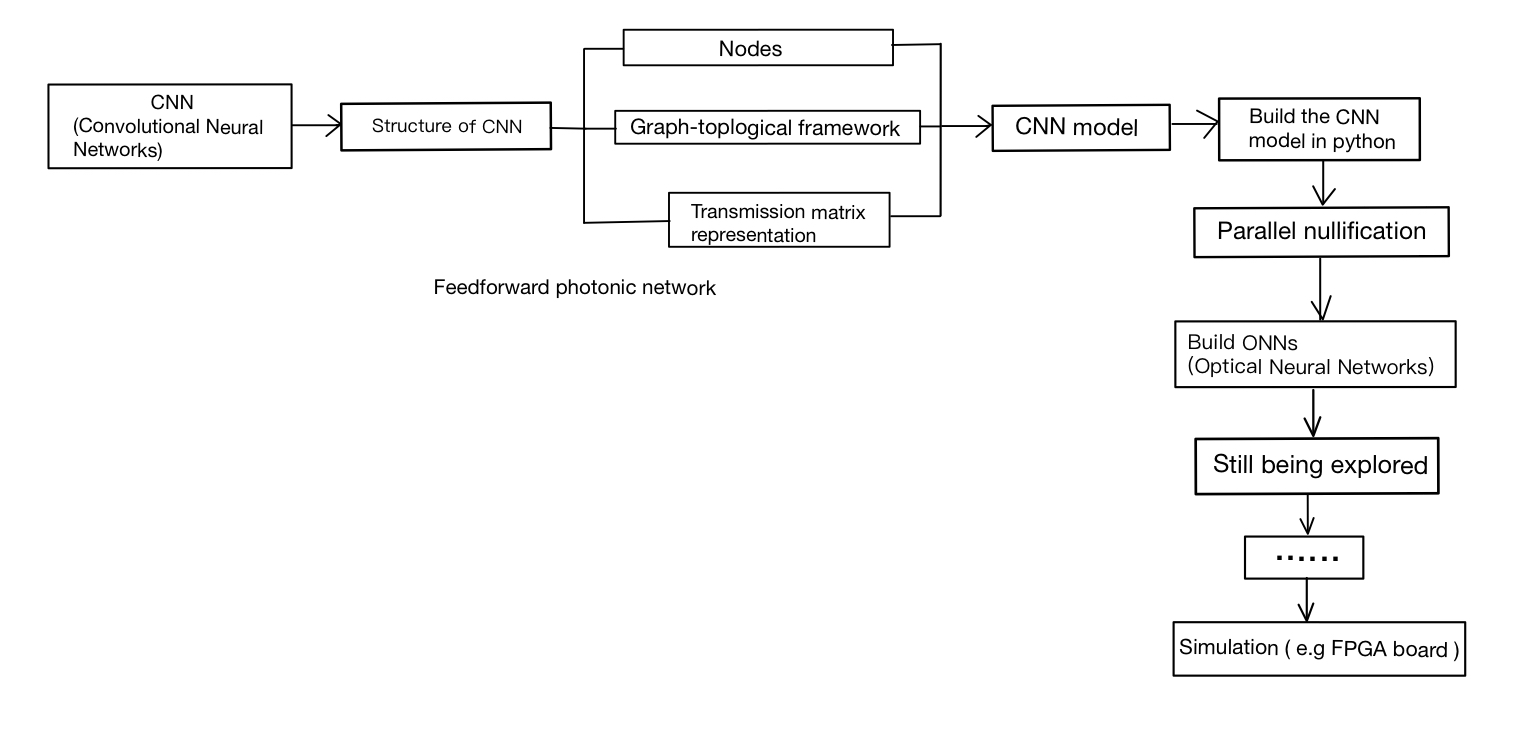 CNN
(Convolutional Neural
Networks)
Structure of CNN
Nodes
Graph-toplogical framework
Transmission matrix
representation
Feedforward photonic network
CNN model
Build the CNN
model in python
Parallel nullification
Build ONNs
(Optical Neural Networks)
Still being explored
......
Simulation ( e.g FPGA board )